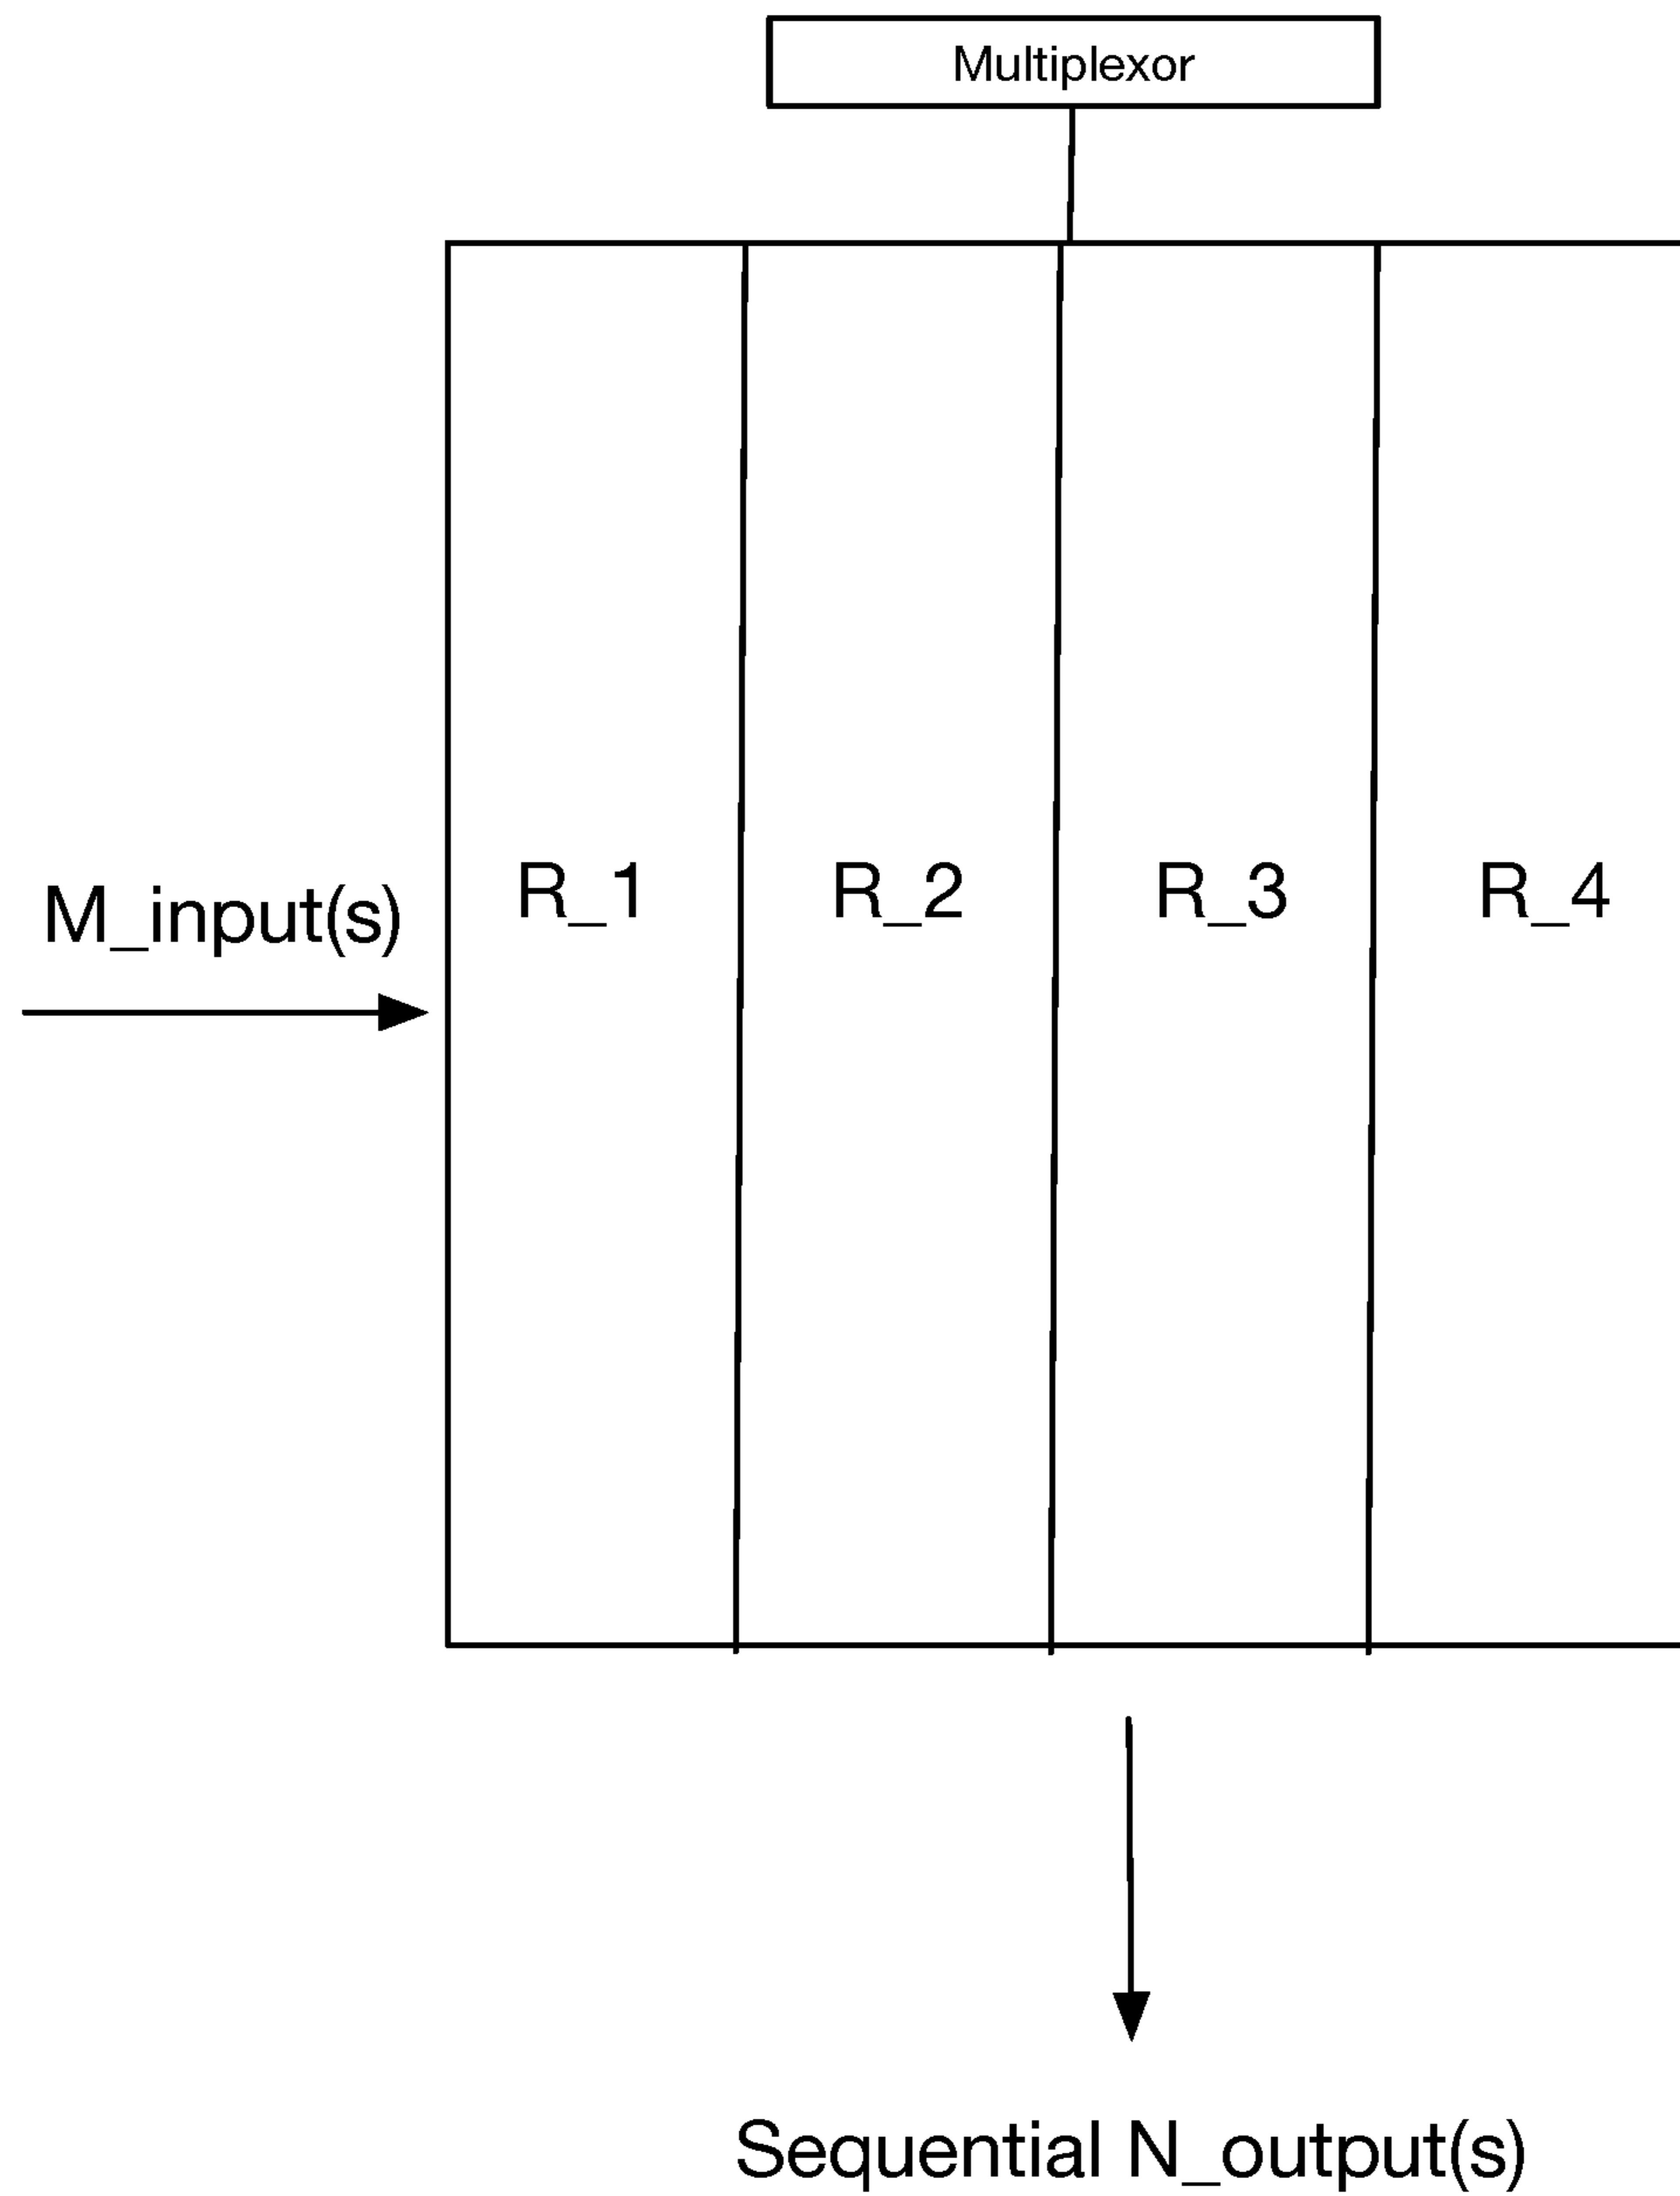 Multiplexor
M_input(s)
R_1
R_2
R_3
R_4
Sequential N_output(s)